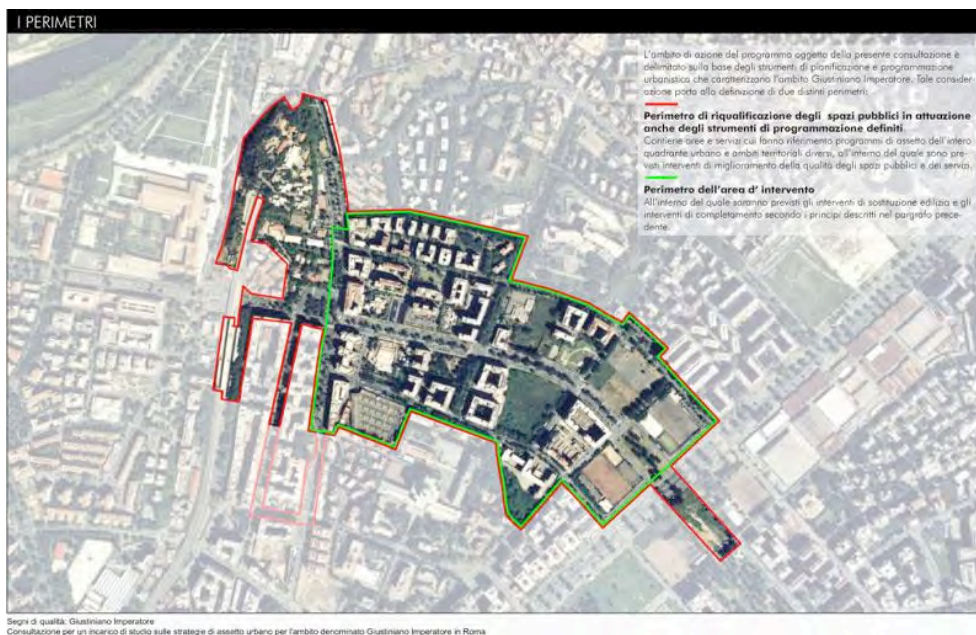 I PERIMETRI
L'ambito di azione del programma oggetto della presente consultazione è
delimitato sulla base degli strumenti di pianificazione e programmazione
urbanistica che caratterizzano l'ambito Giustiniano Imperatore. Tale consider-
azione porta alla definizione di due distinti perimetri:
Perimetro di riqualificazione degli spazi pubblici in attuazione
anche degli strumenti di programmazione definiti
Contiene aree e servizi cui fanno riferimento programmi di assetto dell'intero
quadrante urbano e ambiti territoriali diversi, all'interno del quale sono pre-
visti interventi di miglioramento della qualità degli spazi pubblici e dei servizi.
Perimetro dell'area d' intervento
All'interno del quale saranno previsti gli interventi di sostituzione edilizia e gli
interventi di completamento secondo i principi descritti nel pargrafo prece-
dente.
Segni di qualità: Giustiniano Imperatore
Consultazione per un incarico di studio sulle strategie di assetto urbano per l'ambito denominato Giustiniano Imperatore in Roma